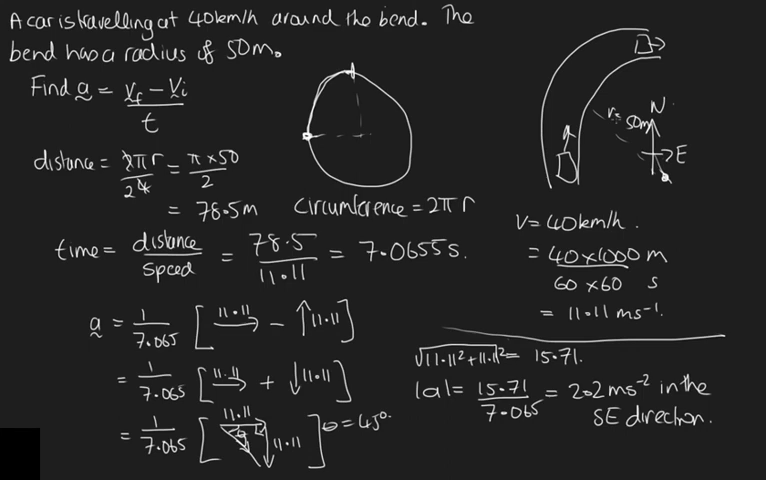 A car is travelling at 40km/h around the bend. The
bend has a radius of 50m.
Find a = (v_f - v_i)/t
distance = 2πr/4 = π×50/2
= 78.5m
circumference = 2πr
time = distance/speed = 78.5/11.11 = 7.0655s.
a = 1/7.065 [11.11 → - ↑11.11]
= 1/7.065 [11.11 → + ↓11.11]
= 1/7.065 [11.11 θ 11.11] θ = 45°
r = 50m
N
E
V = 40km/h.
= 40×1000 m
60×60 s
= 11.11 ms⁻¹.
√(11.11² + 11.11²) = 15.71.
|a| = 15.71/7.065 = 2.2ms⁻² in the
SE direction.